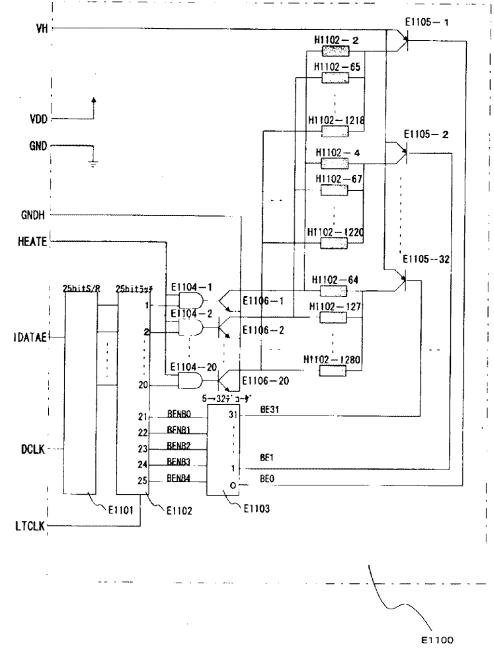 VH
E1105-1
H1102-2
H1102-65
H1102-1218
VDD
E1105-2
GND
H1102-4
H1102-67
GNDH
HEATE
H1102-1220
E1105-32
25hitS/R
25bitラッチ
E1104-1
H1102-64
1
E1106-1
H1102-127
E1104-2
IDATAE
2
E1106-2
E1104-20
H1102-1280
20
E1106-20
5→32デコーダ
21
BENB0
31
BE31
22
BENB1
DCLK
23
BENB2
24
BENB3
1
BE1
25
BENB4
0
BE0
E1101
E1102
E1103
LTCLK
E1100